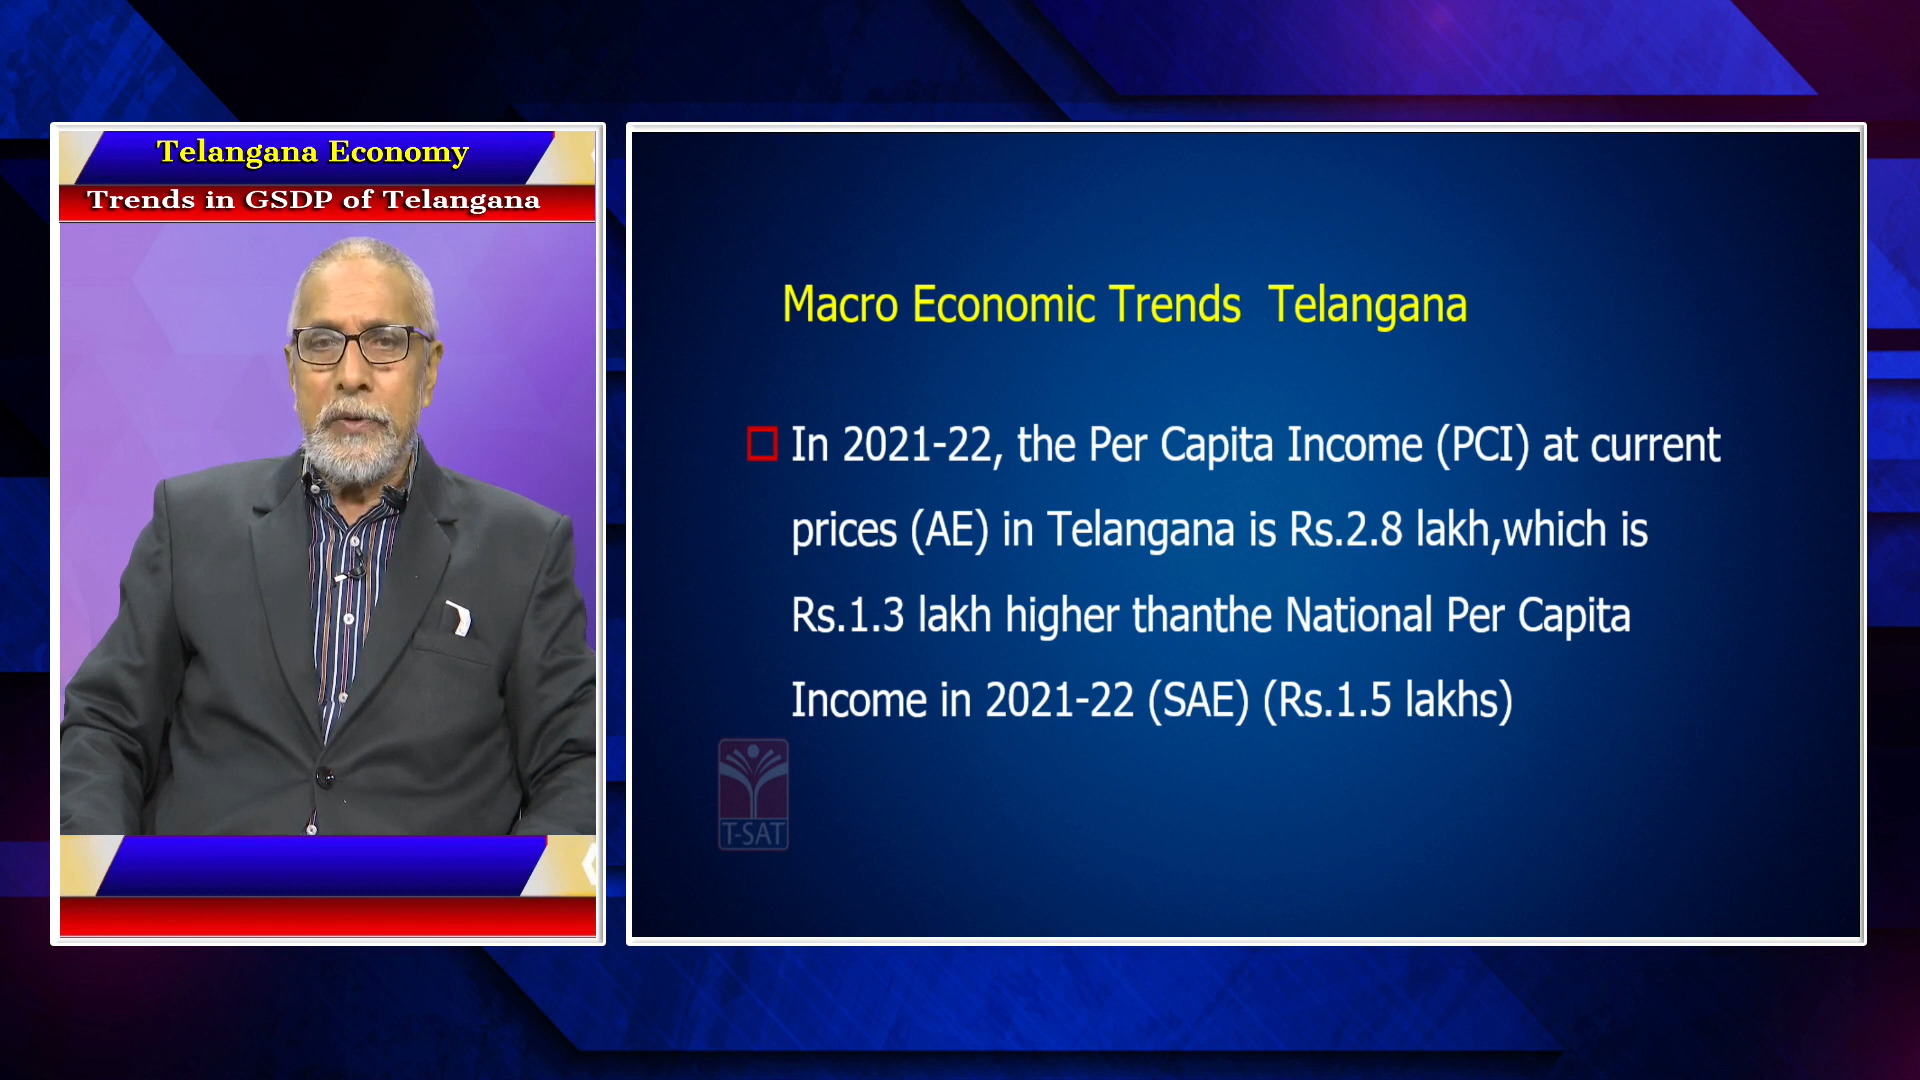 Telangana Economy
Trends in GSDP of Telangana
Macro Economic Trends Telangana
In 2021-22, the Per Capita Income (PCI) at current
prices (AE) in Telangana is Rs.2.8 lakh,which is
Rs.1.3 lakh higher thanthe National Per Capita
Income in 2021-22 (SAE) (Rs.1.5 lakhs)
T-SAT